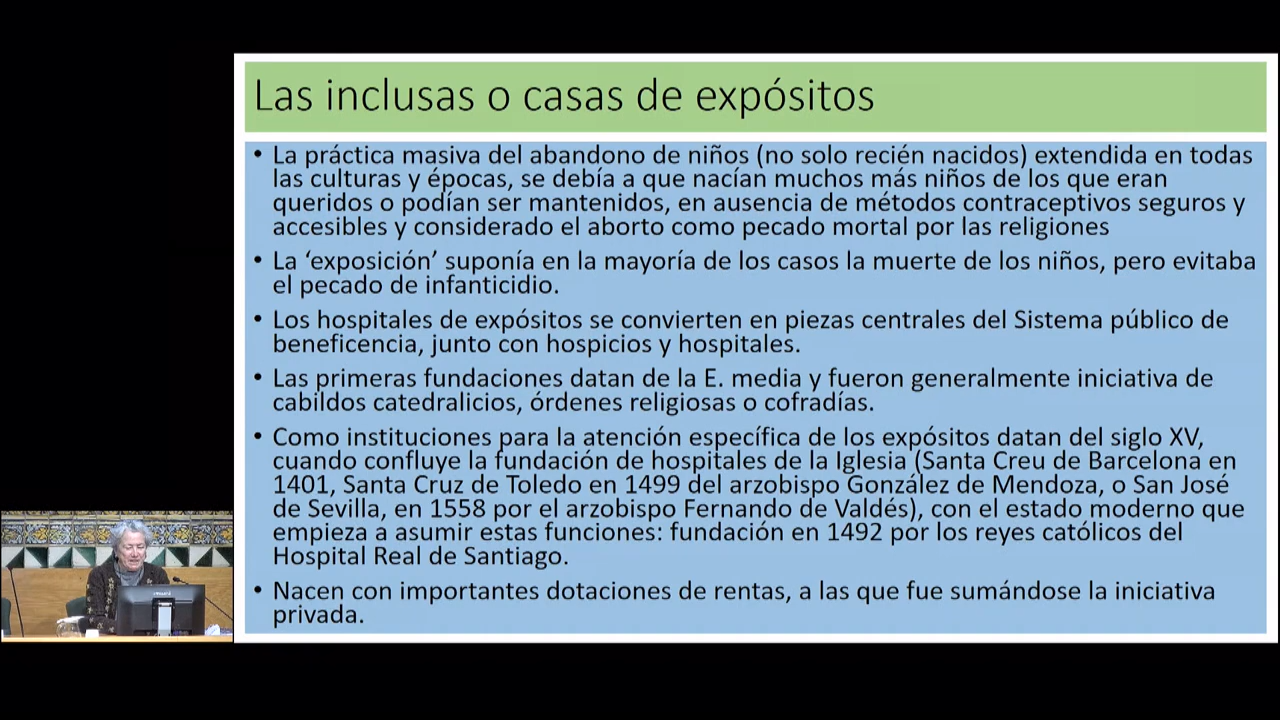 Las inclusas o casas de expósitos
• La práctica masiva del abandono de niños (no solo recién nacidos) extendida en todas
las culturas y épocas, se debía a que nacían muchos más niños de los que eran
queridos o podían ser mantenidos, en ausencia de métodos contraceptivos seguros y
accesibles y considerado el aborto como pecado mortal por las religiones
• La ‘exposición’ suponía en la mayoría de los casos la muerte de los niños, pero evitaba
el pecado de infanticidio.
• Los hospitales de expósitos se convierten en piezas centrales del Sistema público de
beneficencia, junto con hospicios y hospitales.
• Las primeras fundaciones datan de la E. media y fueron generalmente iniciativa de
cabildos catedralicios, órdenes religiosas o cofradías.
• Como instituciones para la atención específica de los expósitos datan del siglo XV,
cuando confluye la fundación de hospitales de la Iglesia (Santa Creu de Barcelona en
1401, Santa Cruz de Toledo en 1499 del arzobispo González de Mendoza, o San José
de Sevilla, en 1558 por el arzobispo Fernando de Valdés), con el estado moderno que
empieza a asumir estas funciones: fundación en 1492 por los reyes católicos del
Hospital Real de Santiago.
• Nacen con importantes dotaciones de rentas, a las que fue sumándose la iniciativa
privada.